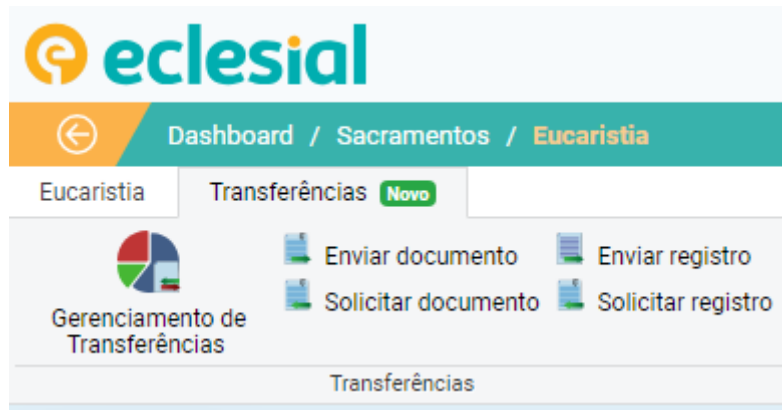 eclesial
Dashboard / Sacramentos / Eucaristia
Eucaristia Transferências Novo
Enviar documento Enviar registro
Solicitar documento Solicitar registro
Gerenciamento de
Transferências
Transferências